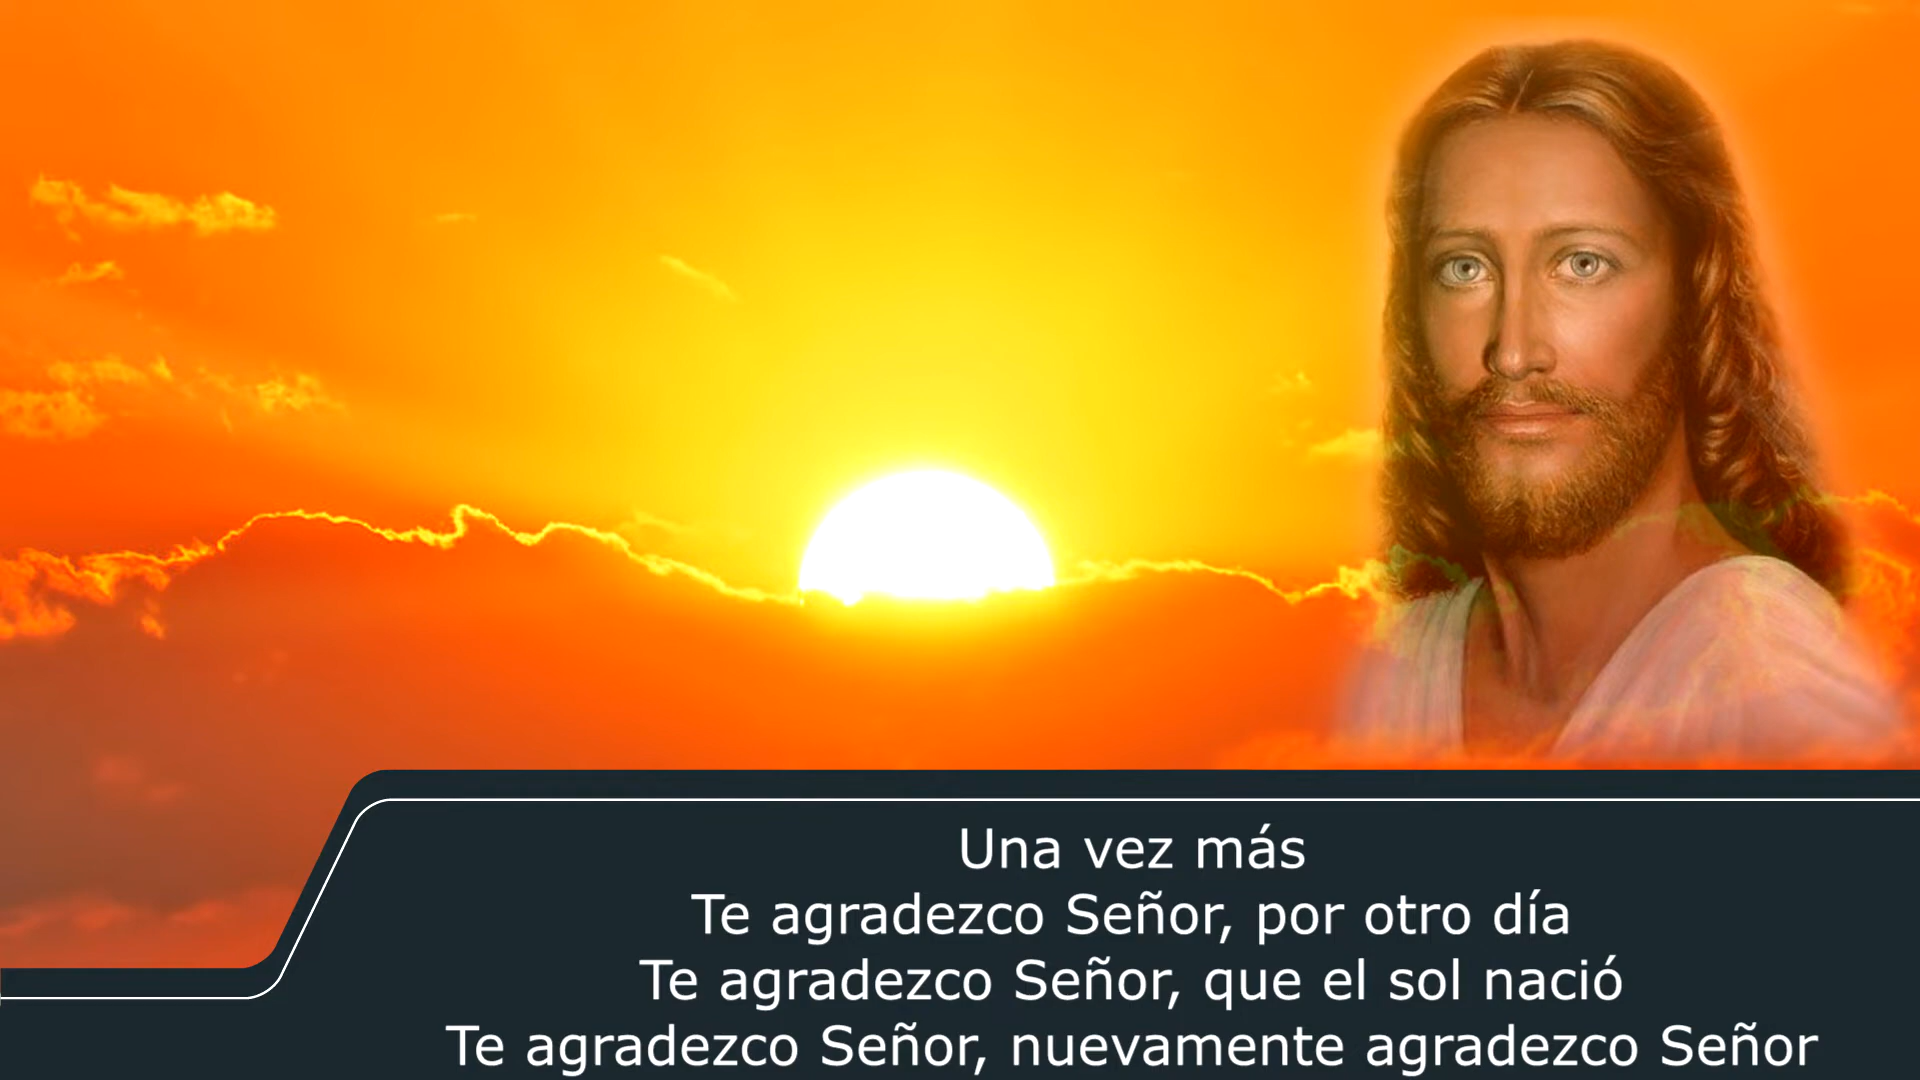 Una vez más
Te agradezco Señor, por otro día
Te agradezco Señor, que el sol nació
Te agradezco Señor, nuevamente agradezco Señor